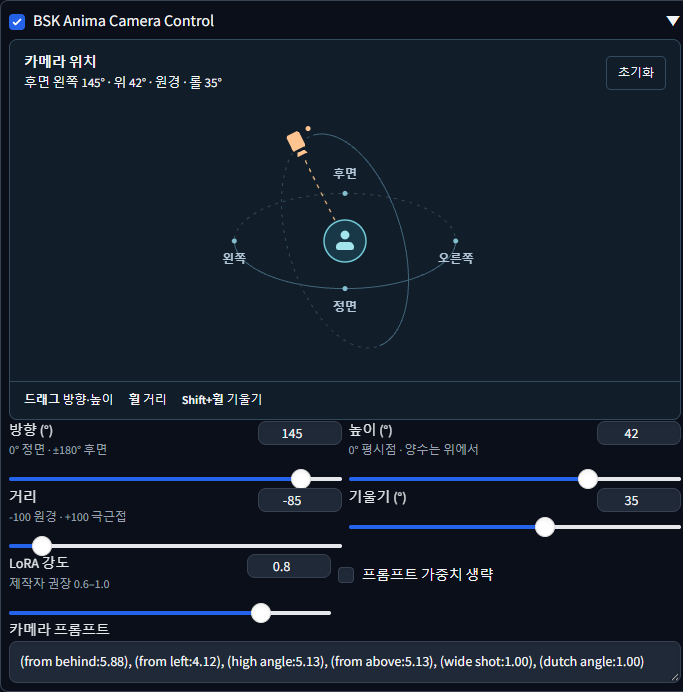 BSK Anima Camera Control
카메라 위치
후면 왼쪽 145° · 위 42° · 원경 · 롤 35°
초기화
후면
왼쪽
오른쪽
정면
드래그 방향·높이 휠 거리 Shift+휠 기울기
방향 (°)
145
0° 정면 · ±180° 후면
높이 (°)
42
0° 평시점 · 양수는 위에서
거리
-85
-100 원경 · +100 극근접
기울기 (°)
35
LoRA 강도
0.8
제작자 권장 0.6–1.0
프롬프트 가중치 생략
카메라 프롬프트
(from behind:5.88), (from left:4.12), (high angle:5.13), (from above:5.13), (wide shot:1.00), (dutch angle:1.00)